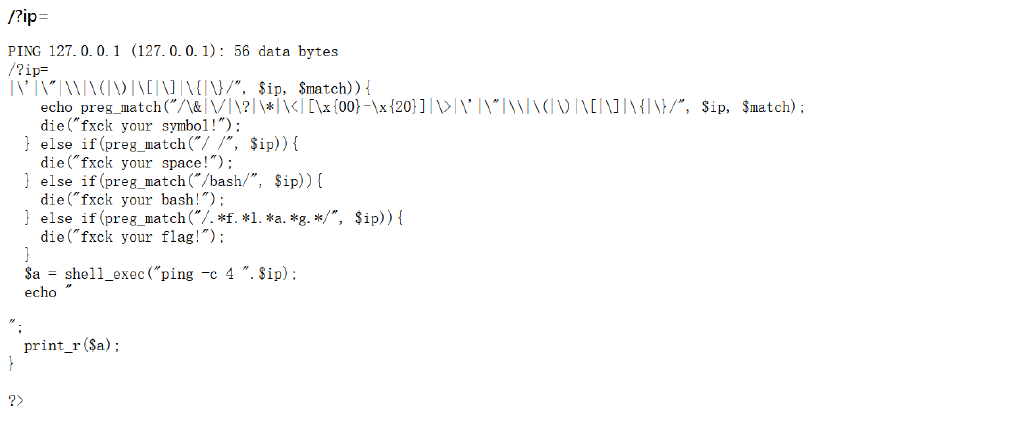 /?ip=
PING 127.0.0.1 (127.0.0.1): 56 data bytes
/?ip=
|\'|\"|\\|\(|\)|\[|\]|\{|\}/", $ip, $match)){
echo preg_match("/\&|\/|\?|\*|\<|[\x{00}-\x{20}]|\>|\'|\"|\\|\(|\)|\[|\]|\{|\}/", $ip, $match);
die("fxck your symbol!");
} else if(preg_match("/ /", $ip)){
die("fxck your space!");
} else if(preg_match("/bash/", $ip)){
die("fxck your bash!");
} else if(preg_match("/.*f.*l.*a.*g.*/", $ip)){
die("fxck your flag!");
}
$a = shell_exec("ping -c 4 ".$ip);
echo "
";
print_r($a);
}
?>